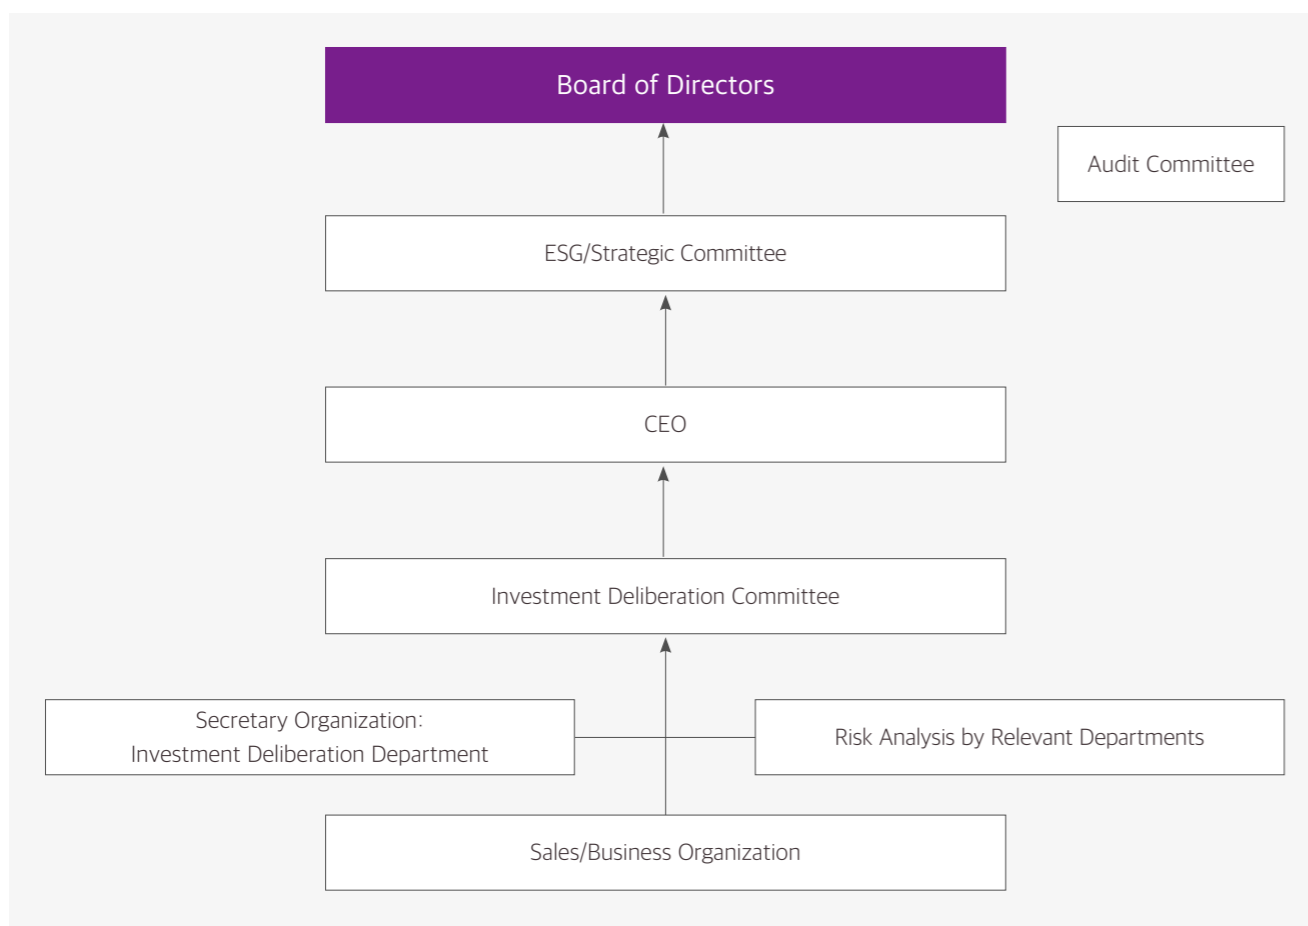 Board of Directors
Audit Committee
ESG/Strategic Committee
CEO
Investment Deliberation Committee
Secretary Organization:
Investment Deliberation Department
Risk Analysis by Relevant Departments
Sales/Business Organization